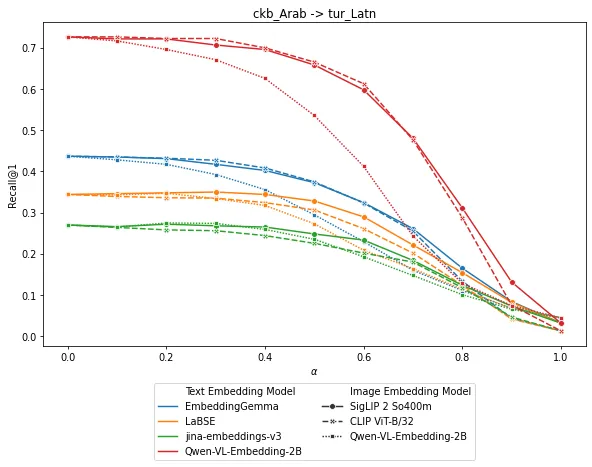 ckb_Arab -> tur_Latn
Recall@1
0.7
0.6
0.5
0.4
0.3
0.2
0.1
0.0
0.0 0.2 0.4 0.6 0.8 1.0
α
Text Embedding Model
EmbeddingGemma
LaBSE
jina-embeddings-v3
Qwen-VL-Embedding-2B
Image Embedding Model
SigLIP 2 So400m
CLIP ViT-B/32
Qwen-VL-Embedding-2B